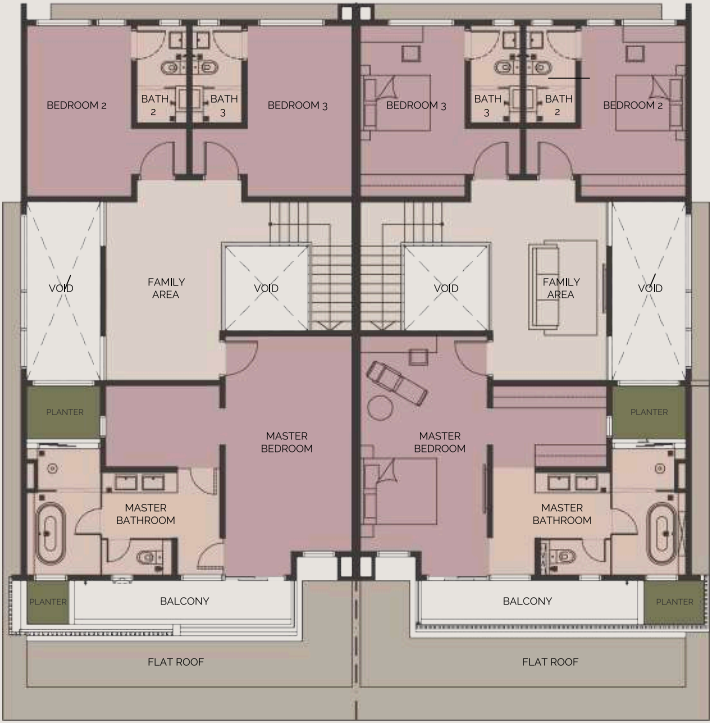 BEDROOM 2
BATH
2
BATH
3
BEDROOM 3
BEDROOM 3
BATH
3
BATH
2
BEDROOM 2
VOID
FAMILY
AREA
VOID
VOID
FAMILY
AREA
VOID
PLANTER
MASTER
BEDROOM
MASTER
BEDROOM
PLANTER
MASTER
BATHROOM
MASTER
BATHROOM
PLANTER
BALCONY
BALCONY
PLANTER
FLAT ROOF
FLAT ROOF